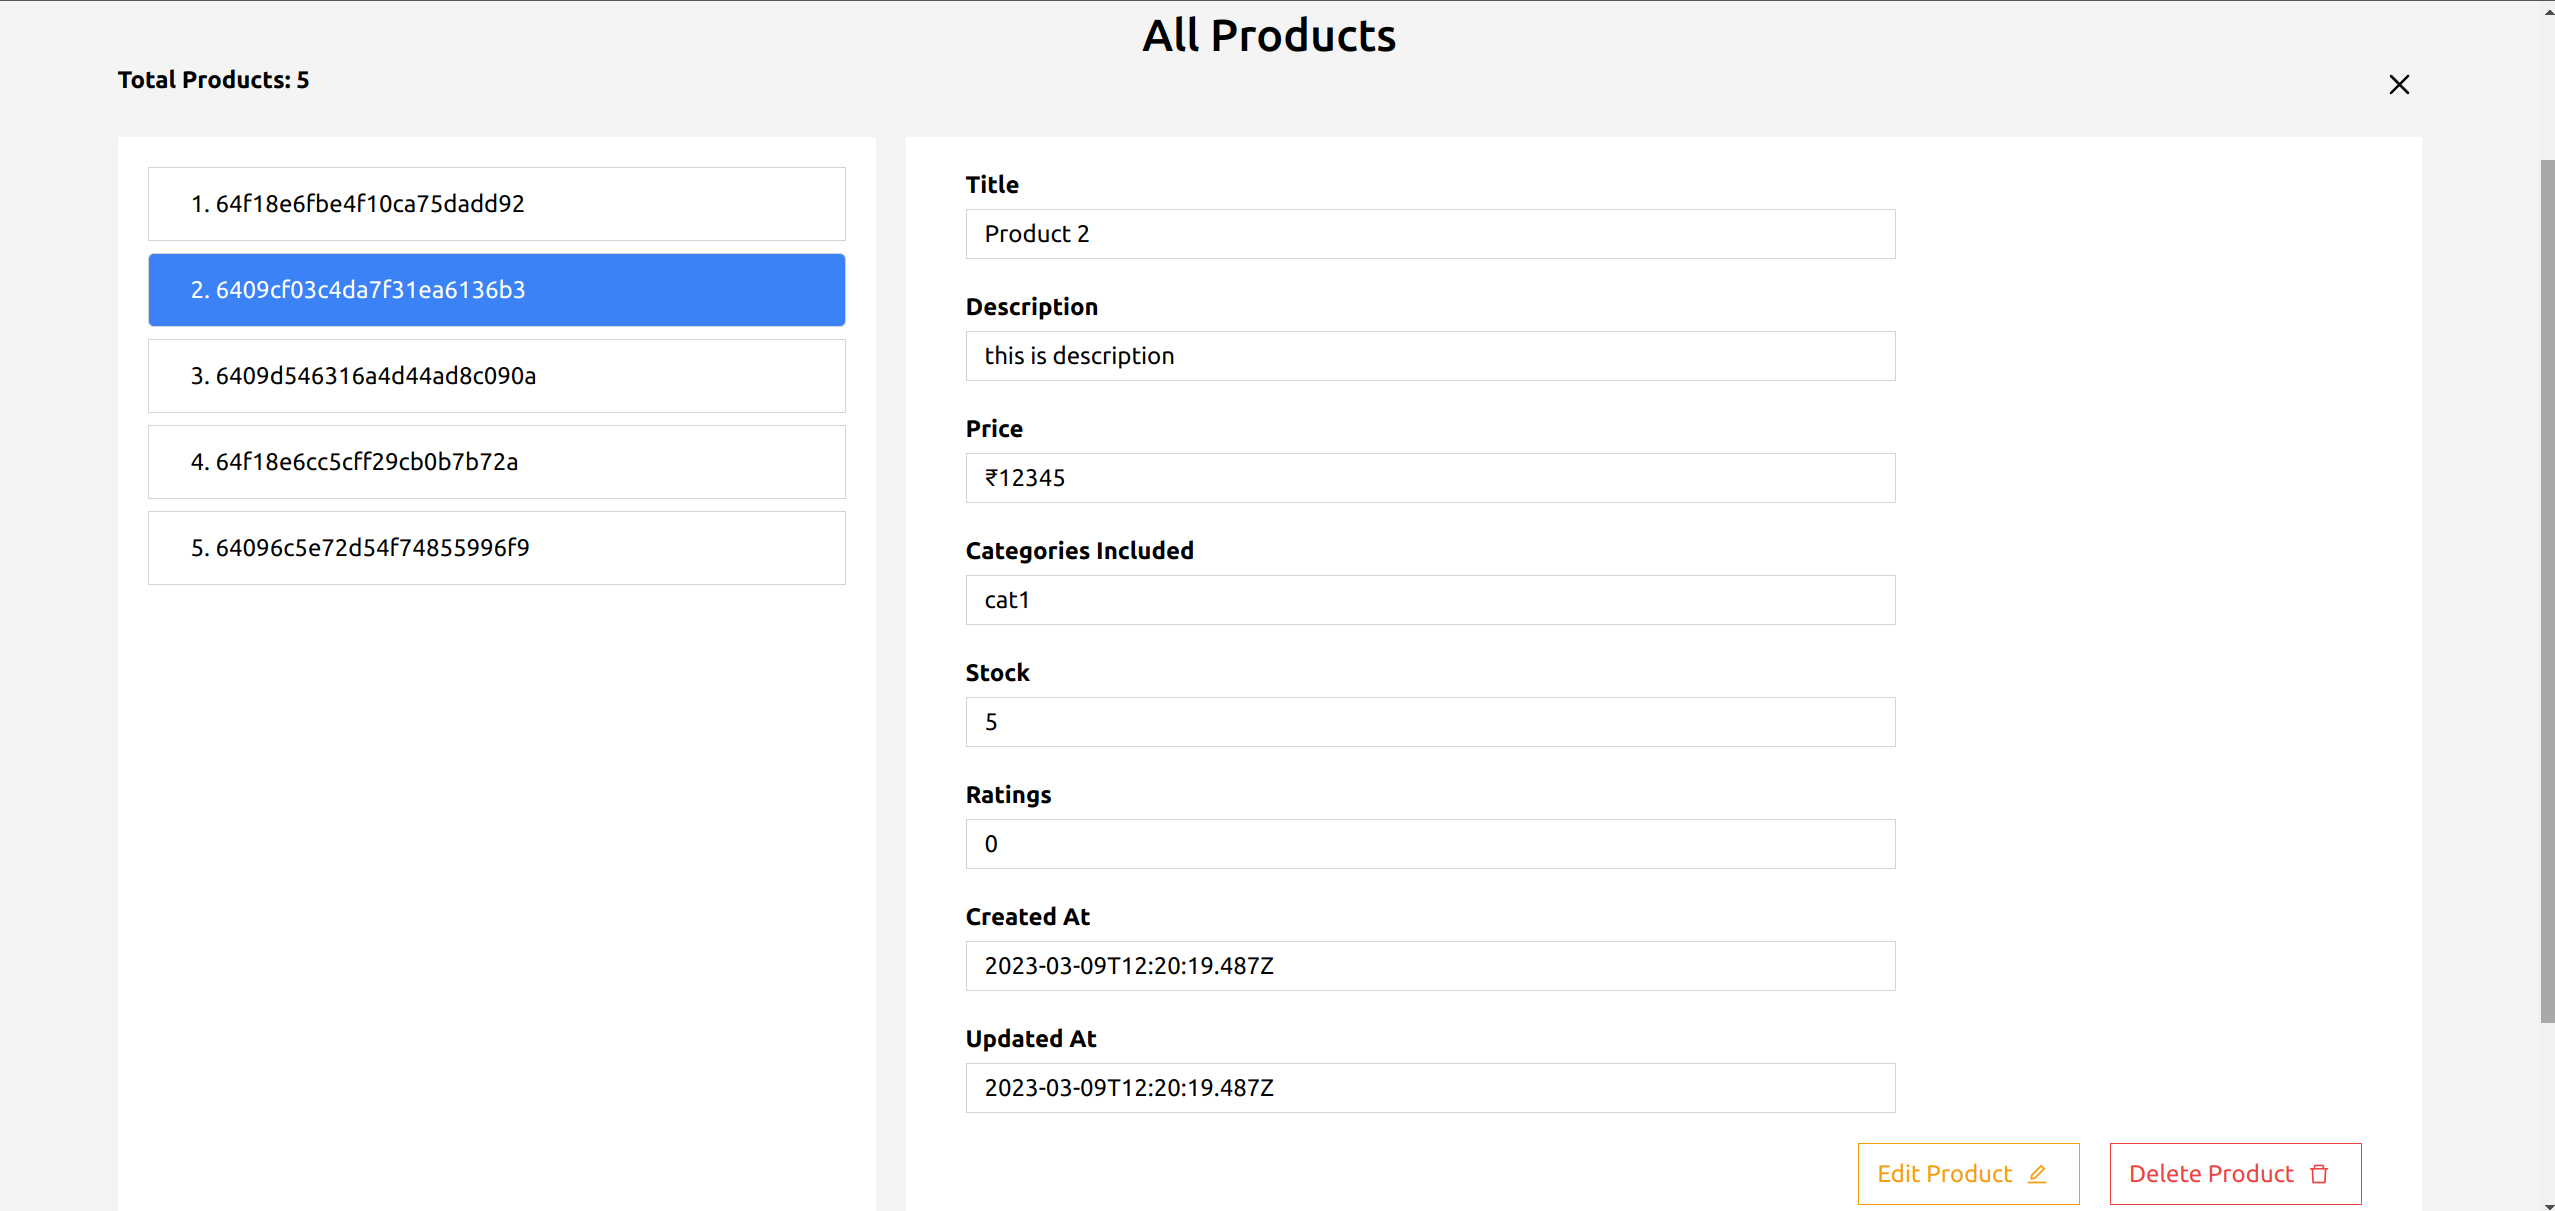 All Products
Total Products: 5
1. 64f18e6fbe4f10ca75dadd92
2. 6409cf03c4da7f31ea6136b3
3. 6409d546316a4d44ad8c090a
4. 64f18e6cc5cff29cb0b7b72a
5. 64096c5e72d54f74855996f9
Title
Product 2
Description
this is description
Price
₹12345
Categories Included
cat1
Stock
5
Ratings
0
Created At
2023-03-09T12:20:19.487Z
Updated At
2023-03-09T12:20:19.487Z
Edit Product
Delete Product